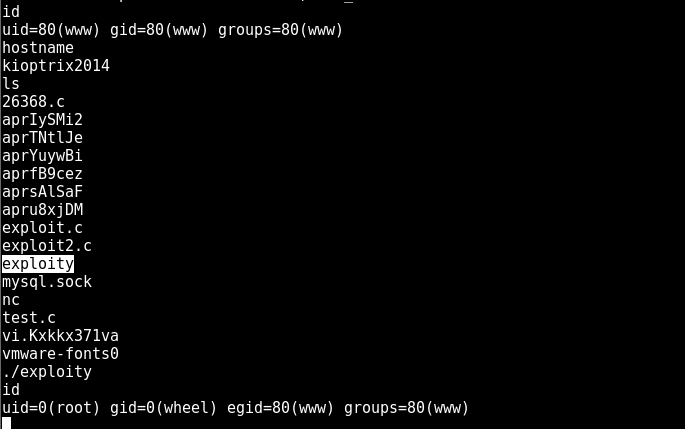 id
uid=80(www) gid=80(www) groups=80(www)
hostname
kioptrix2014
ls
26368.c
aprIySMi2
aprTNtlJe
aprYuywBi
aprfB9cez
aprsAlSaF
apru8xjDM
exploit.c
exploit2.c
exploity
mysql.sock
nc
test.c
vi.Kxkkx371va
vmware-fonts0
./exploity
id
uid=0(root) gid=0(wheel) egid=80(www) groups=80(www)